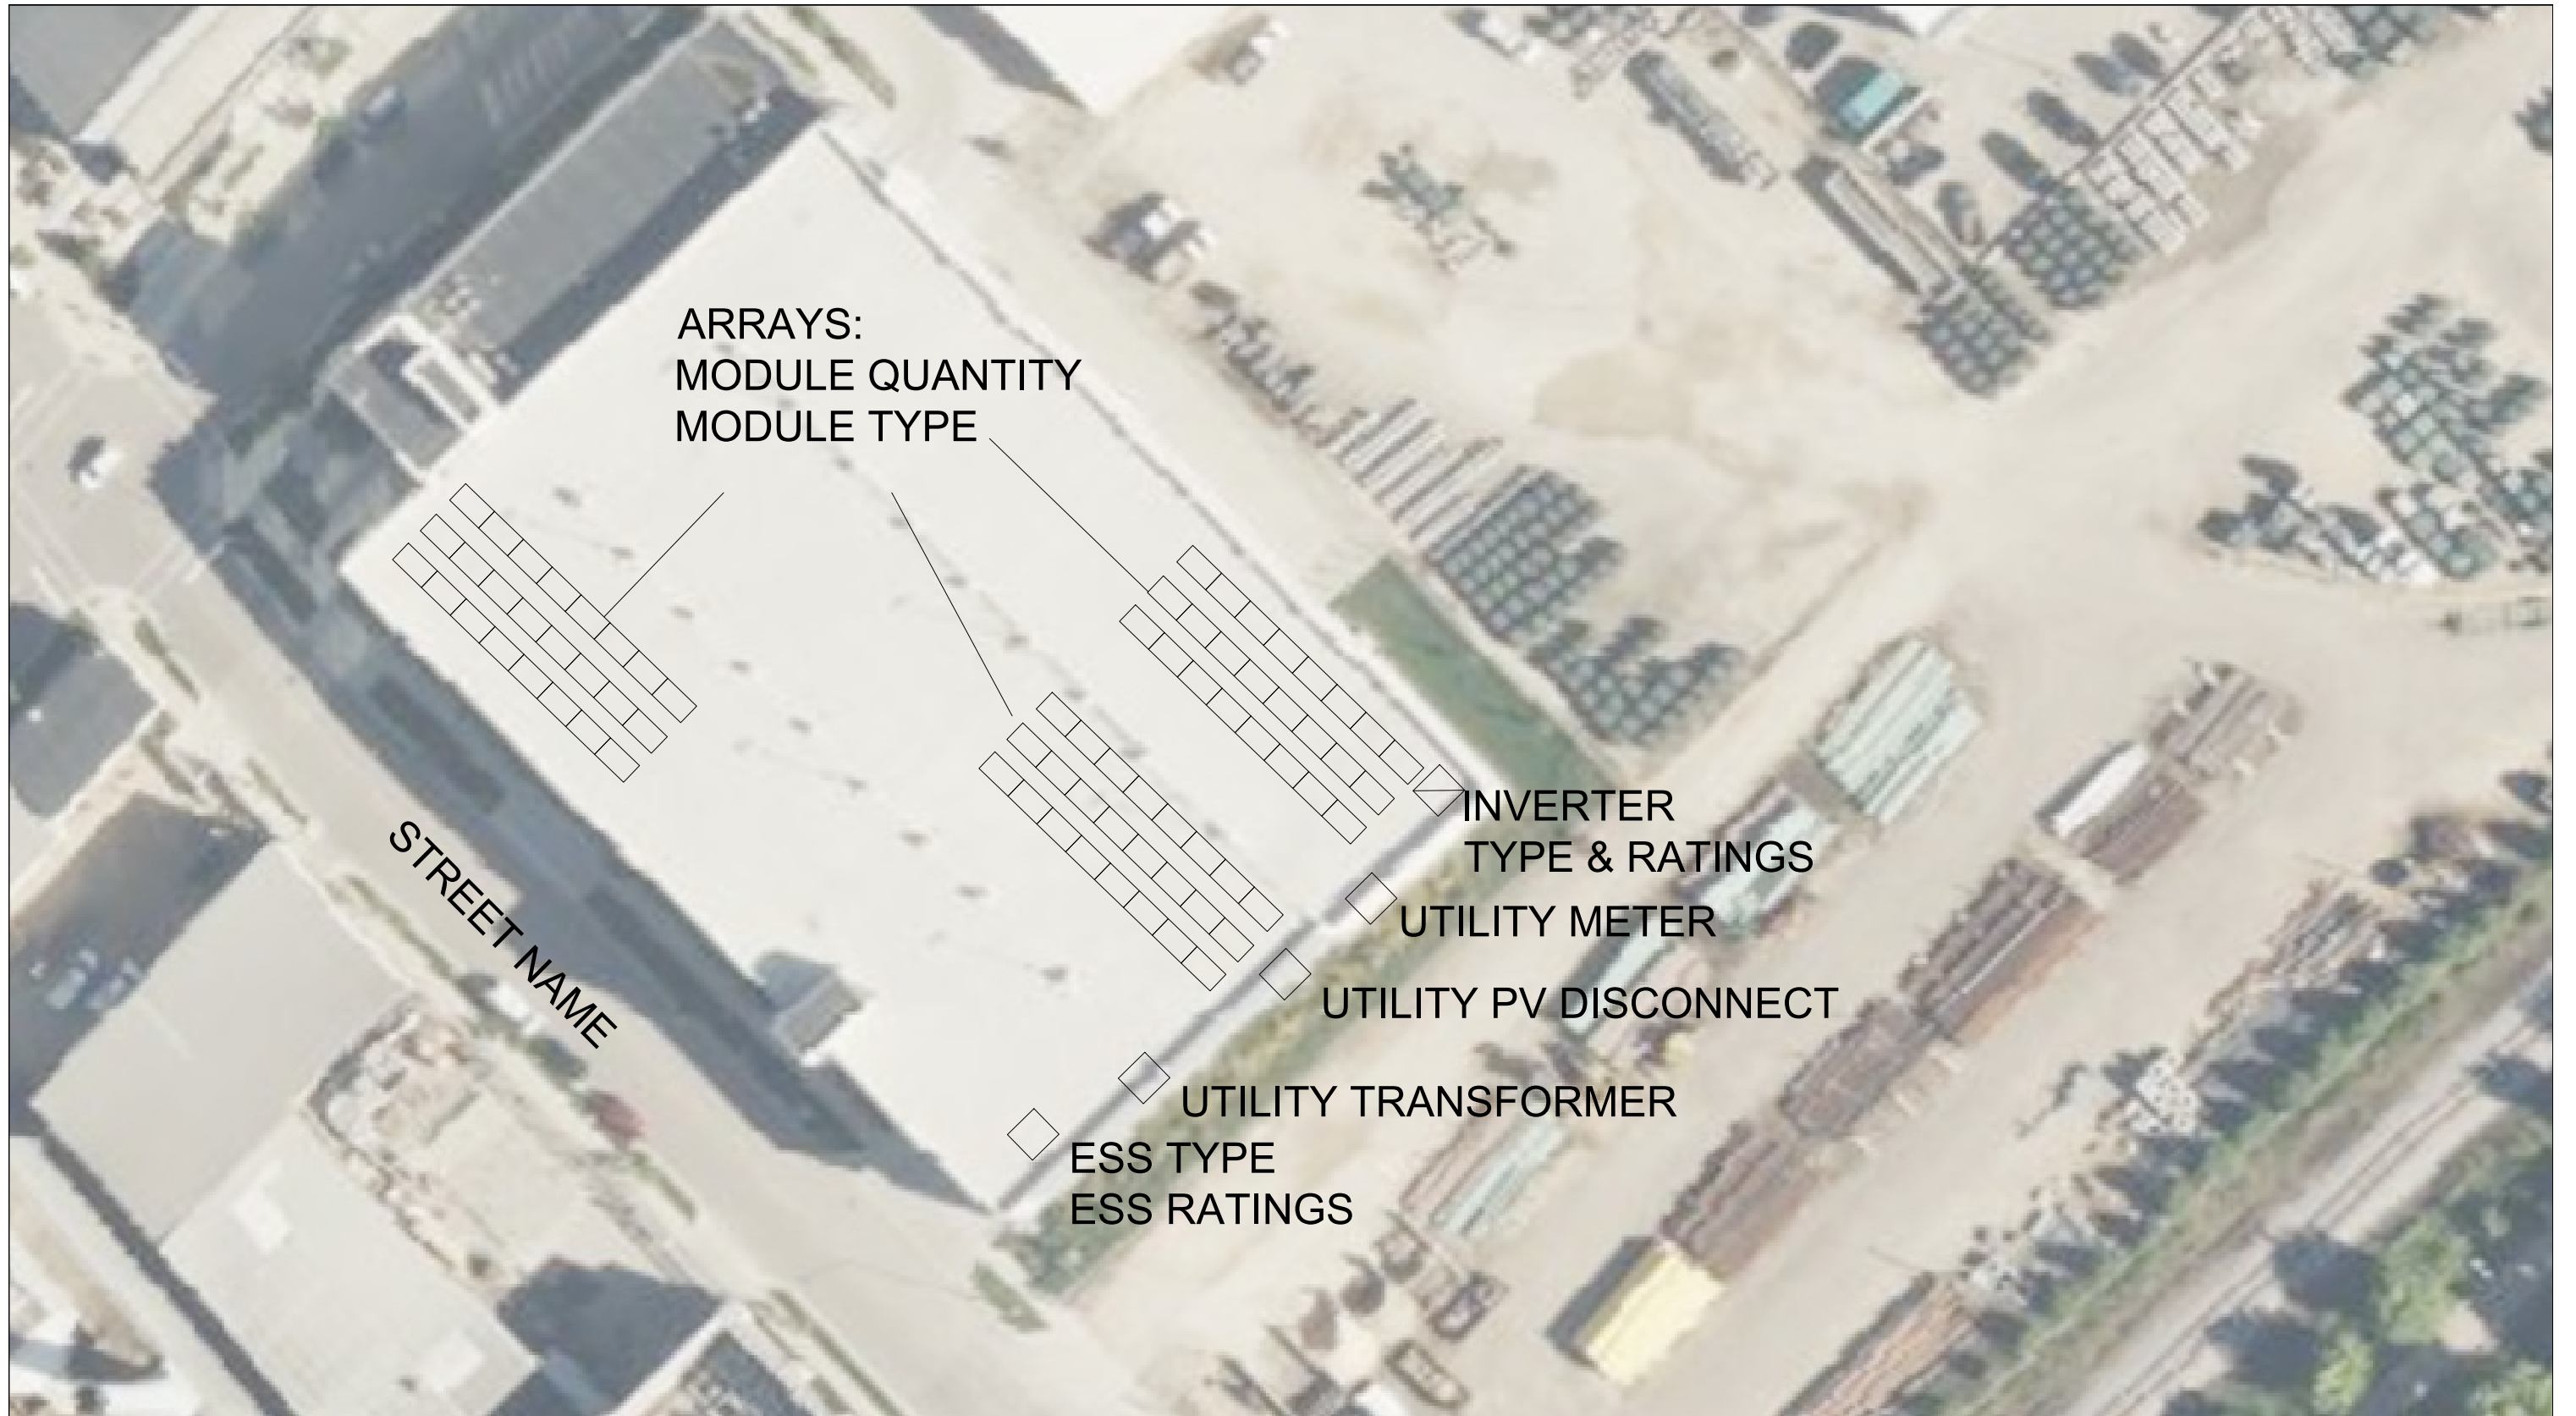 ARRAYS:
MODULE QUANTITY
MODULE TYPE
INVERTER
TYPE & RATINGS
UTILITY METER
STREET NAME
UTILITY PV DISCONNECT
UTILITY TRANSFORMER
ESS TYPE
ESS RATINGS